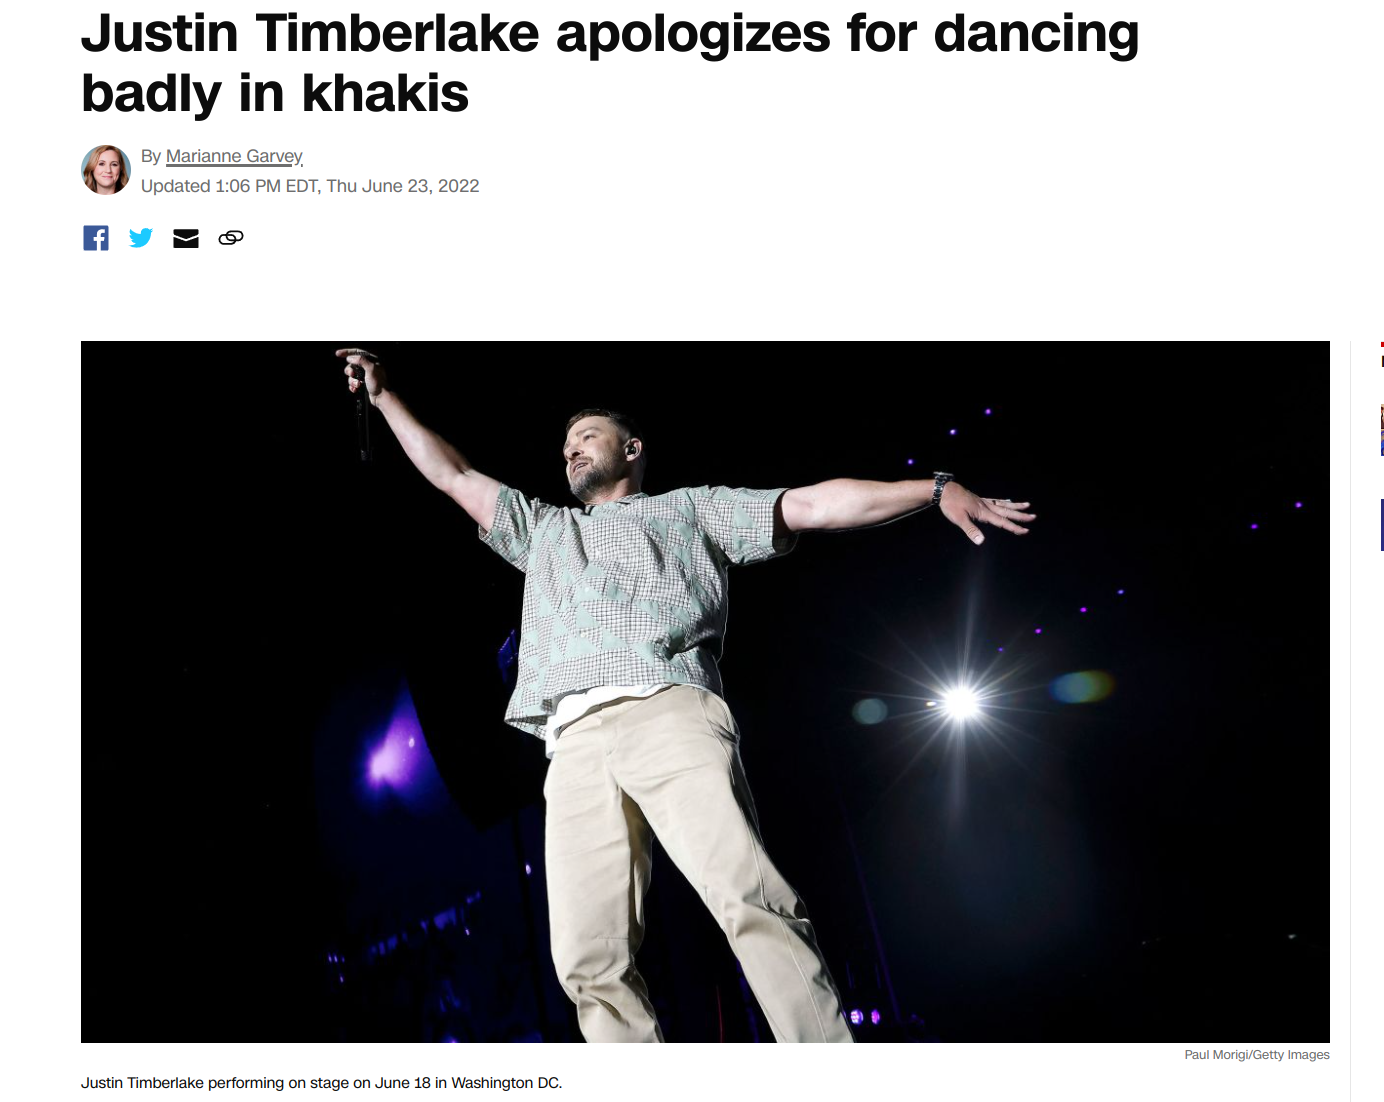 Justin Timberlake apologizes for dancing
badly in khakis
By Marianne Garvey
Updated 1:06 PM EDT, Thu June 23, 2022
Paul Morigi/Getty Images
Justin Timberlake performing on stage on June 18 in Washington DC.